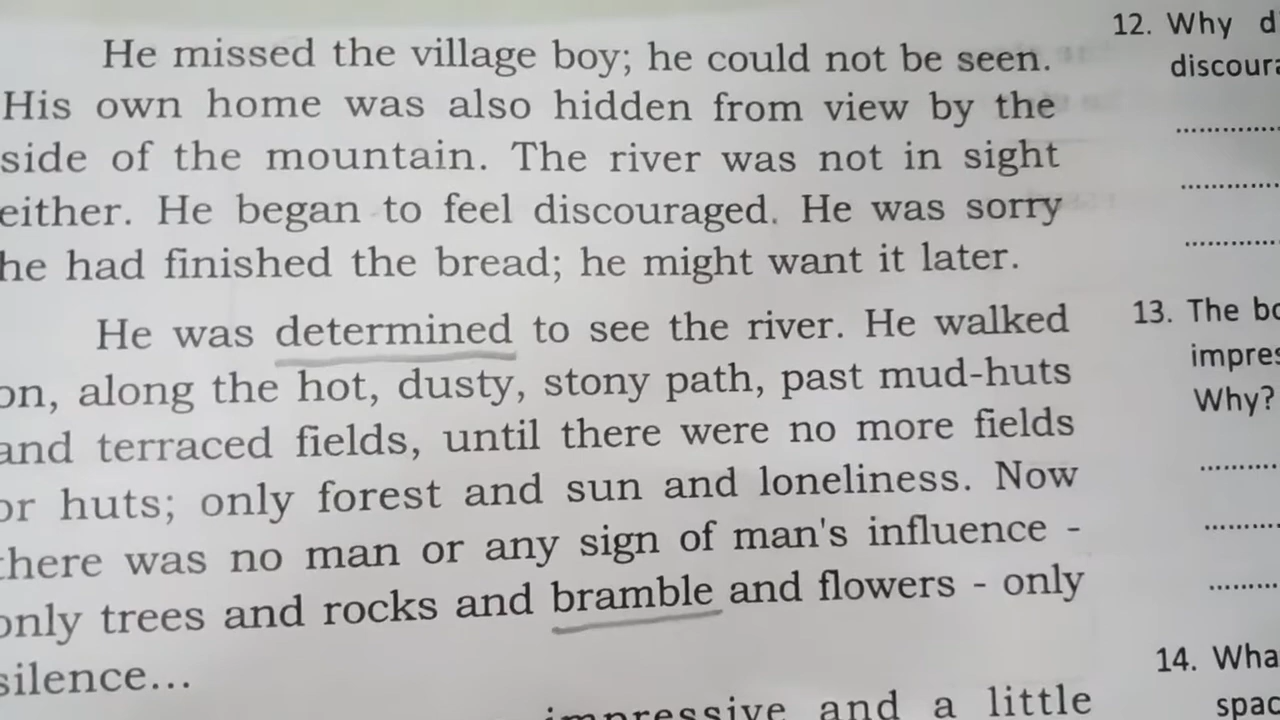 He missed the village boy; he could not be seen.
His own home was also hidden from view by the
side of the mountain. The river was not in sight
either. He began to feel discouraged. He was sorry
he had finished the bread; he might want it later.
He was determined to see the river. He walked
on, along the hot, dusty, stony path, past mud-huts
and terraced fields, until there were no more fields
or huts; only forest and sun and loneliness. Now
there was no man or any sign of man's influence -
only trees and rocks and bramble and flowers - only
silence...
impressive and a little
12. Why
13. The
Why?
14.